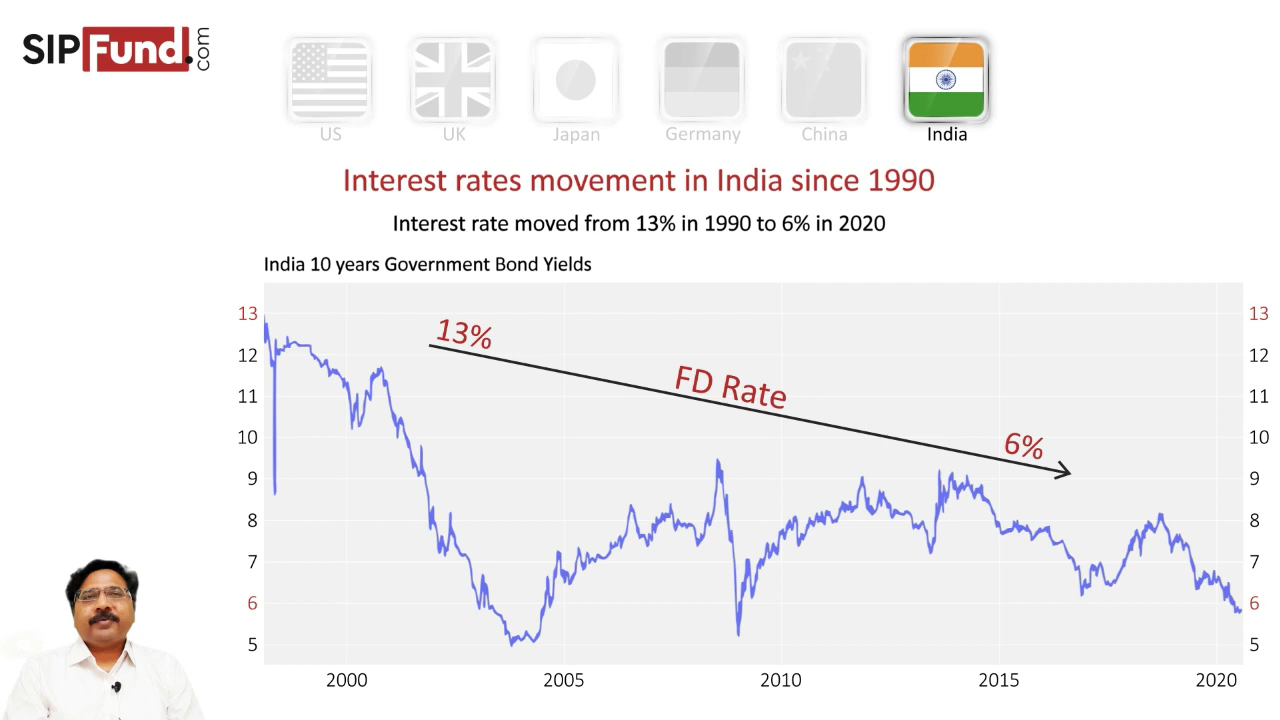 SIP Fund.com
US
UK
Japan
Germany
China
India
Interest rates movement in India since 1990
Interest rate moved from 13% in 1990 to 6% in 2020
India 10 years Government Bond Yields
13
12
11
10
9
8
7
6
5
13%
FD Rate
6%
13
12
11
10
9
8
7
6
5
2000
2005
2010
2015
2020